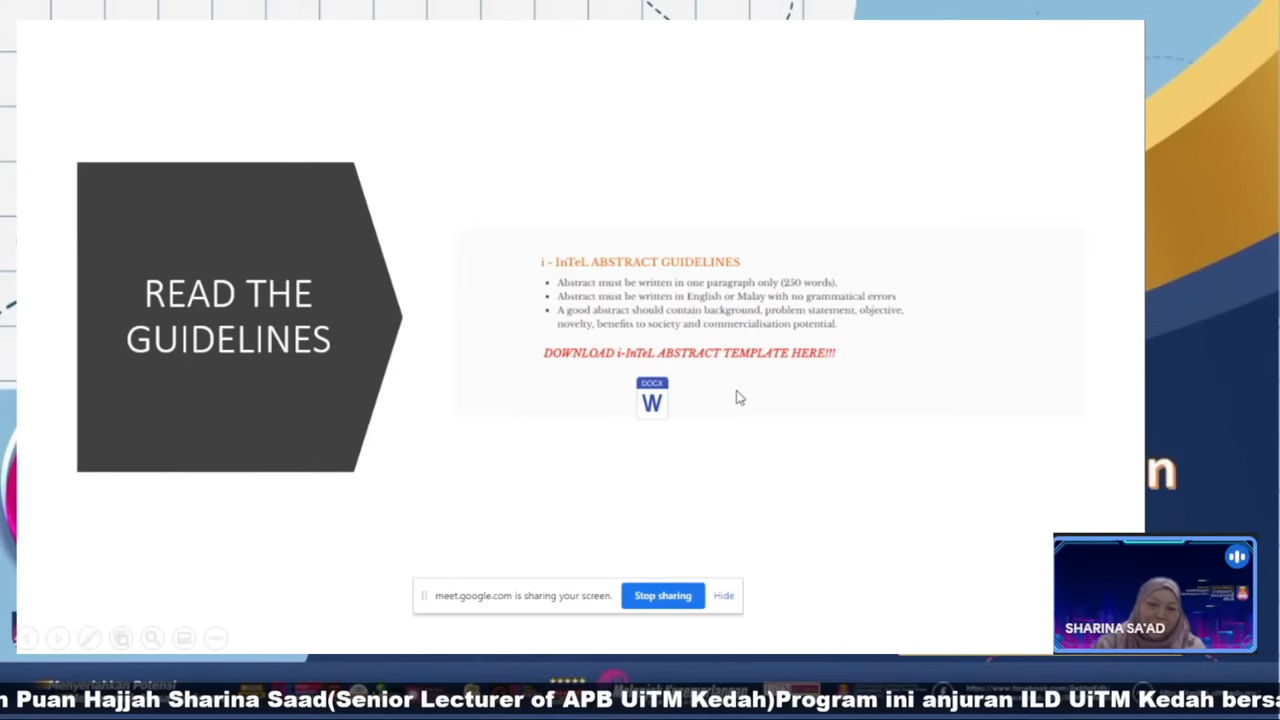 READ THE
GUIDELINES
i - InTeL ABSTRACT GUIDELINES
• Abstract must be written in one paragraph only (250 words).
• Abstract must be written in English or Malay with no grammatical errors
• A good abstract should contain background, problem statement, objective,
novelty, benefits to society and commercialisation potential.
DOWNLOAD i-InTeL ABSTRACT TEMPLATE HERE!!!
DOCX
W
n
meet.google.com is sharing your screen.
Stop sharing
Hide
SHARINA SA'AD
Menyerlahkan Potensi
n Puan Hajjah Sharina Saad(Senior Lecturer of APB UiTM Kedah)Program ini anjuran ILD UiTM Kedah bers